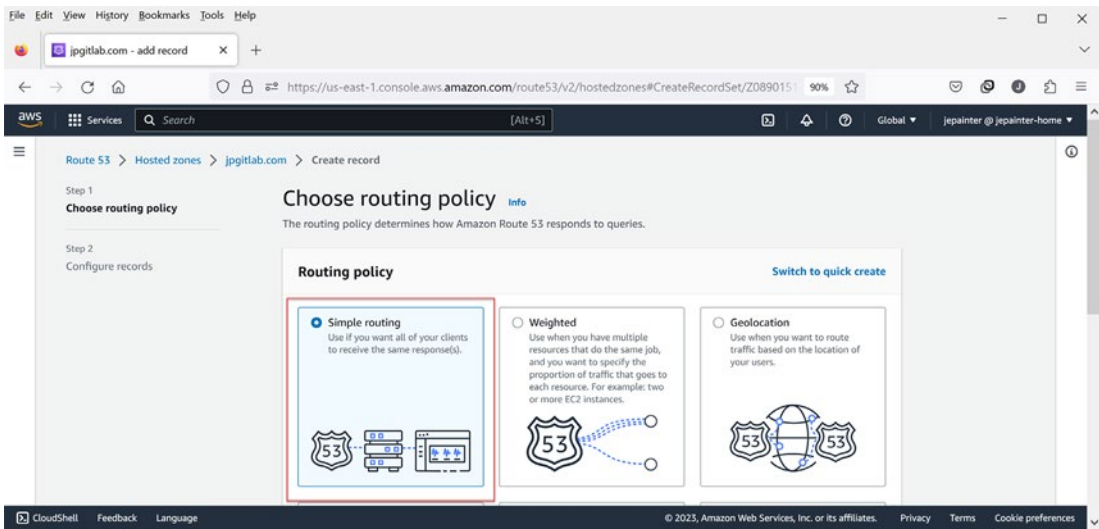 File Edit View History Bookmarks Tools Help
jpgitlab.com - add record
https://us-east-1.console.aws.amazon.com/route53/v2/hostedzones#CreateRecordSet/Z0890151
90%
aws
Services
Search
[Alt+S]
Global
jepainter @ jepainter-home
Route 53 > Hosted zones > jpgitlab.com > Create record
Step 1
Choose routing policy
Step 2
Configure records
Choose routing policy Info
The routing policy determines how Amazon Route 53 responds to queries.
Routing policy
Switch to quick create
Simple routing
Use if you want all of your clients
to receive the same response(s).
53
Weighted
Use when you have multiple
resources that do the same job,
and you want to specify the
proportion of traffic that goes to
each resource. For example: two
or more EC2 instances.
53
Geolocation
Use when you want to route
traffic based on the location of
your users.
53
53
CloudShell Feedback Language
© 2023, Amazon Web Services, Inc. or its affiliates. Privacy Terms Cookie preferences